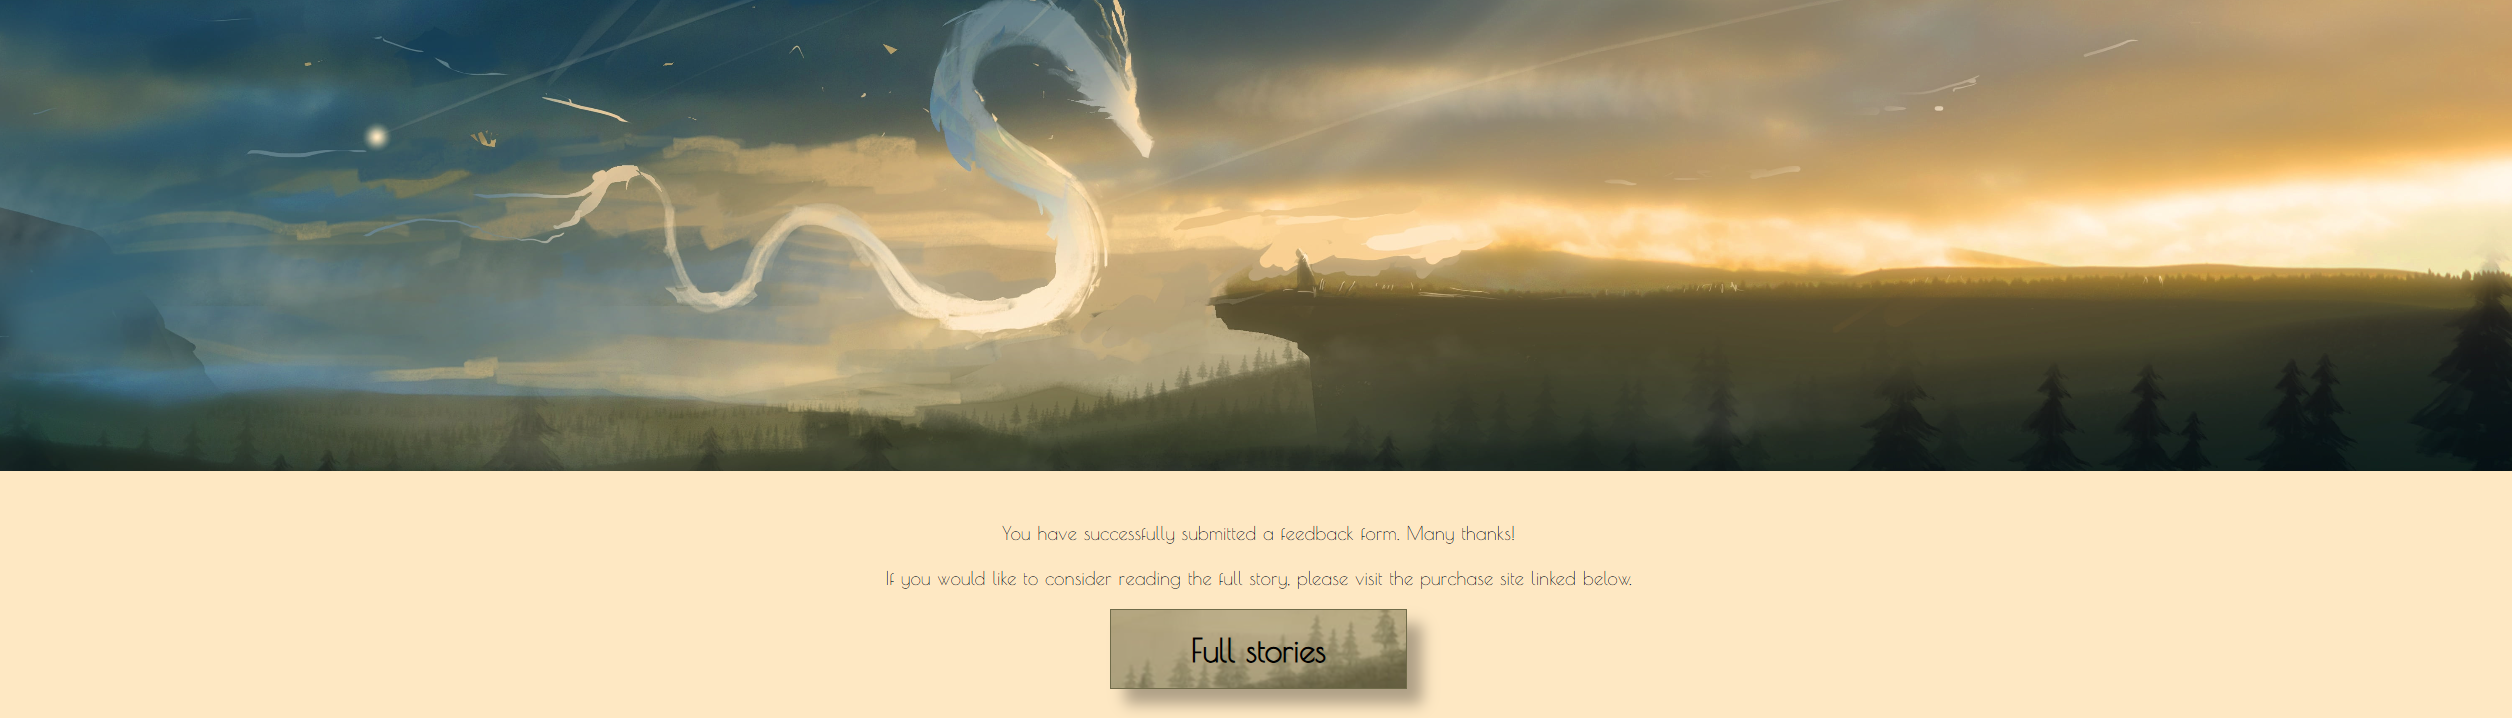 You have successfully submitted a feedback form. Many thanks!
If you would like to consider reading the full story, please visit the purchase site linked below.
Full stories